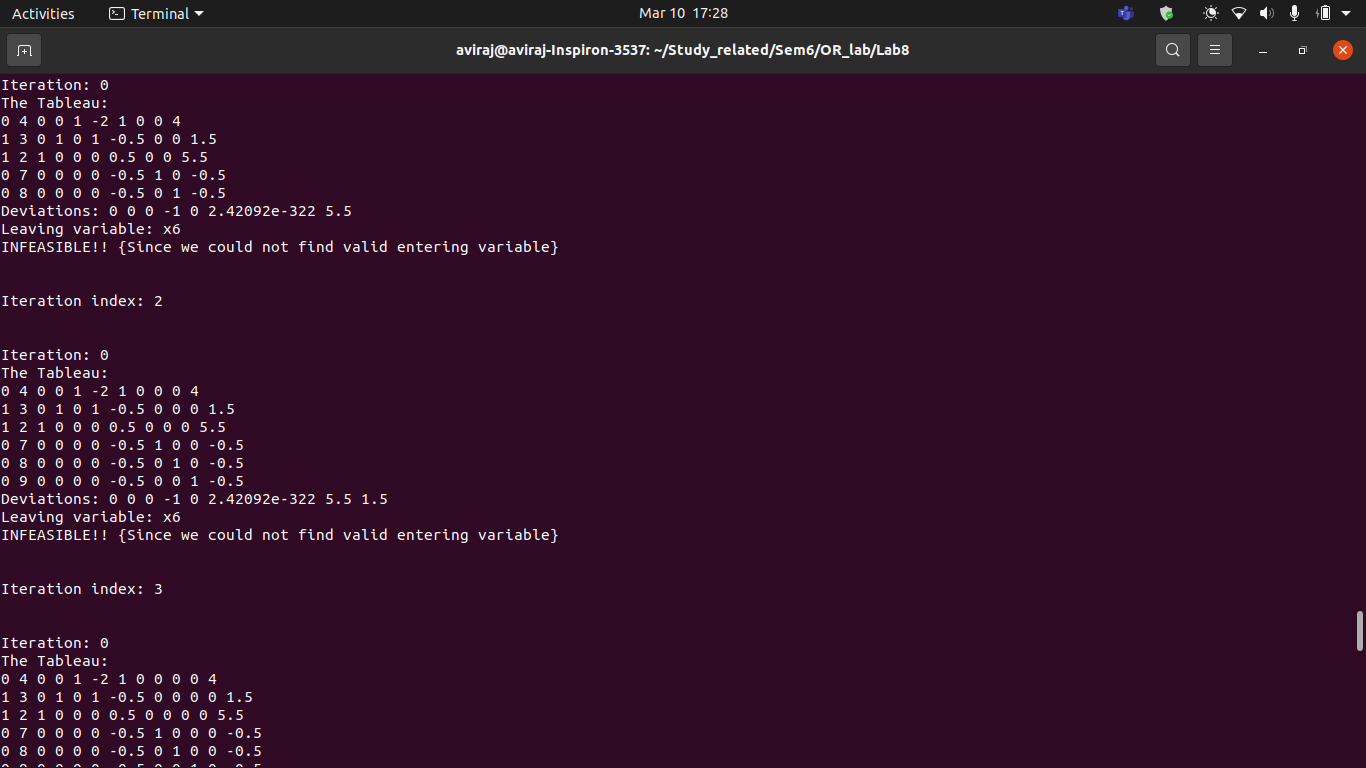 Activities Terminal Mar 10 17:28
aviraj@aviraj-Inspiron-3537: ~/Study_related/Sem6/OR_lab/Lab8
Iteration: 0
The Tableau:
0 4 0 0 1 -2 1 0 0 4
1 3 0 1 0 1 -0.5 0 0 1.5
1 2 1 0 0 0 0.5 0 0 5.5
0 7 0 0 0 0 -0.5 1 0 -0.5
0 8 0 0 0 0 -0.5 0 1 -0.5
Deviations: 0 0 0 -1 0 2.42092e-322 5.5
Leaving variable: x6
INFEASIBLE!! {Since we could not find valid entering variable}
Iteration index: 2
Iteration: 0
The Tableau:
0 4 0 0 1 -2 1 0 0 0 4
1 3 0 1 0 1 -0.5 0 0 0 1.5
1 2 1 0 0 0 0.5 0 0 0 5.5
0 7 0 0 0 0 -0.5 1 0 0 -0.5
0 8 0 0 0 0 -0.5 0 1 0 -0.5
0 9 0 0 0 0 -0.5 0 0 1 -0.5
Deviations: 0 0 0 -1 0 2.42092e-322 5.5 1.5
Leaving variable: x6
INFEASIBLE!! {Since we could not find valid entering variable}
Iteration index: 3
Iteration: 0
The Tableau:
0 4 0 0 1 -2 1 0 0 0 0 4
1 3 0 1 0 1 -0.5 0 0 0 0 1.5
1 2 1 0 0 0 0.5 0 0 0 0 5.5
0 7 0 0 0 0 -0.5 1 0 0 0 -0.5
0 8 0 0 0 0 -0.5 0 1 0 0 -0.5